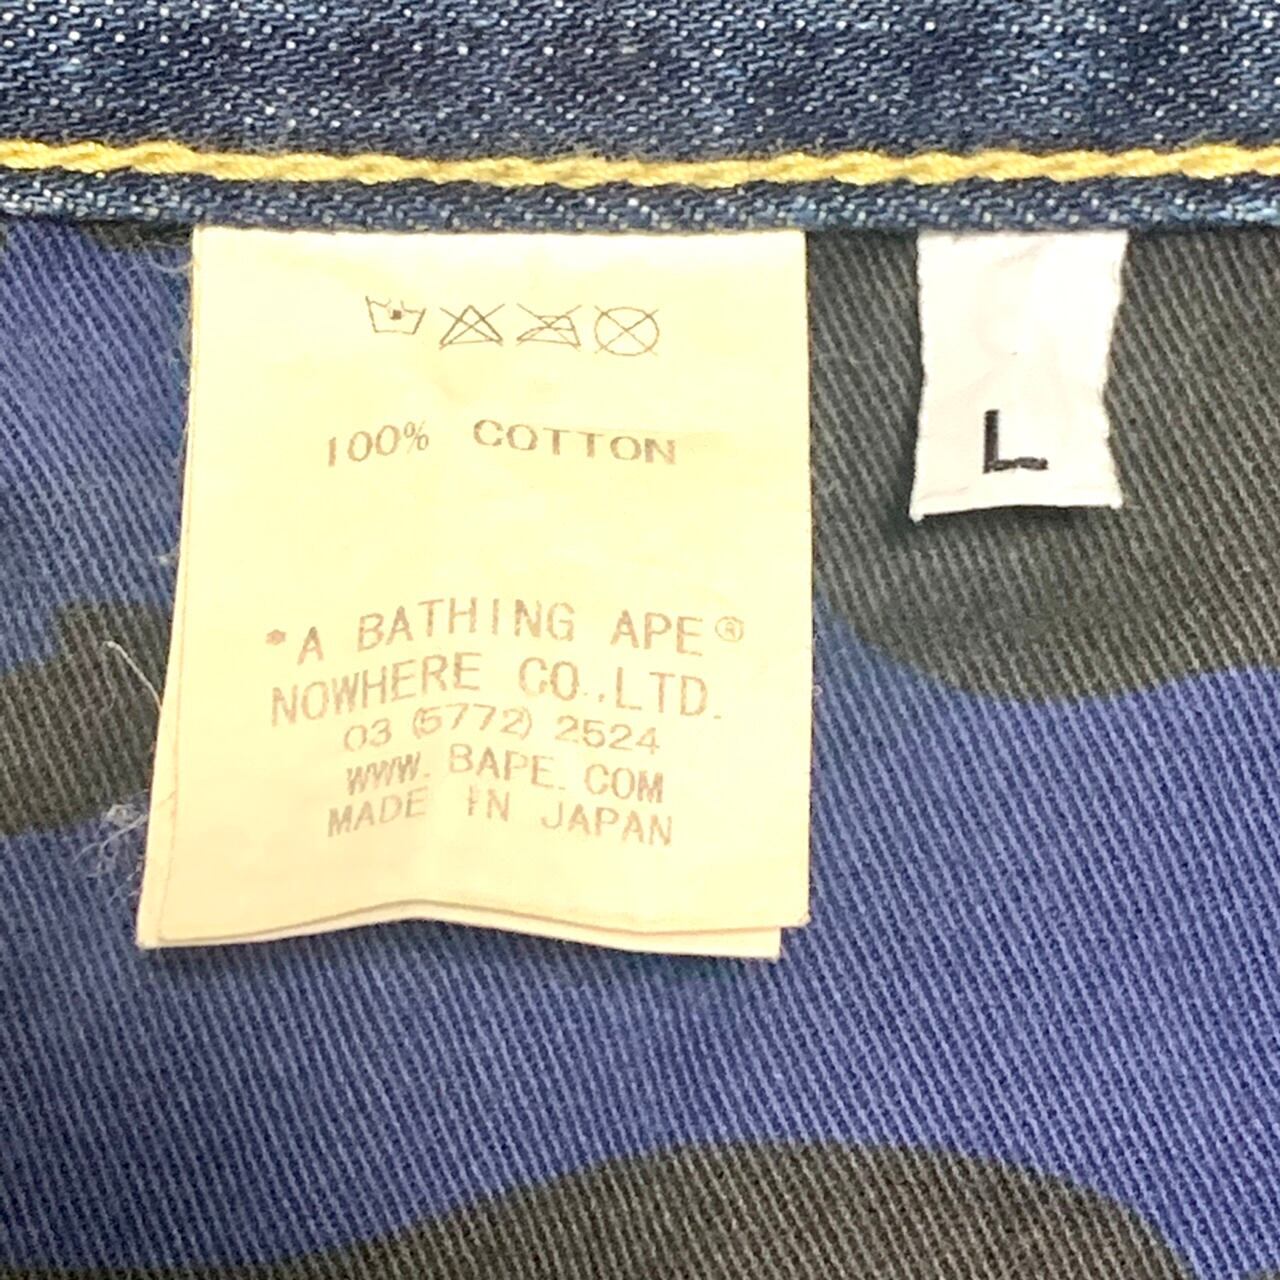 100% COTTON
*A BATHING APE®
NOWHERE CO.,LTD.
03 (5772) 2524
WWW. BAPE. COM
MADE IN JAPAN
L